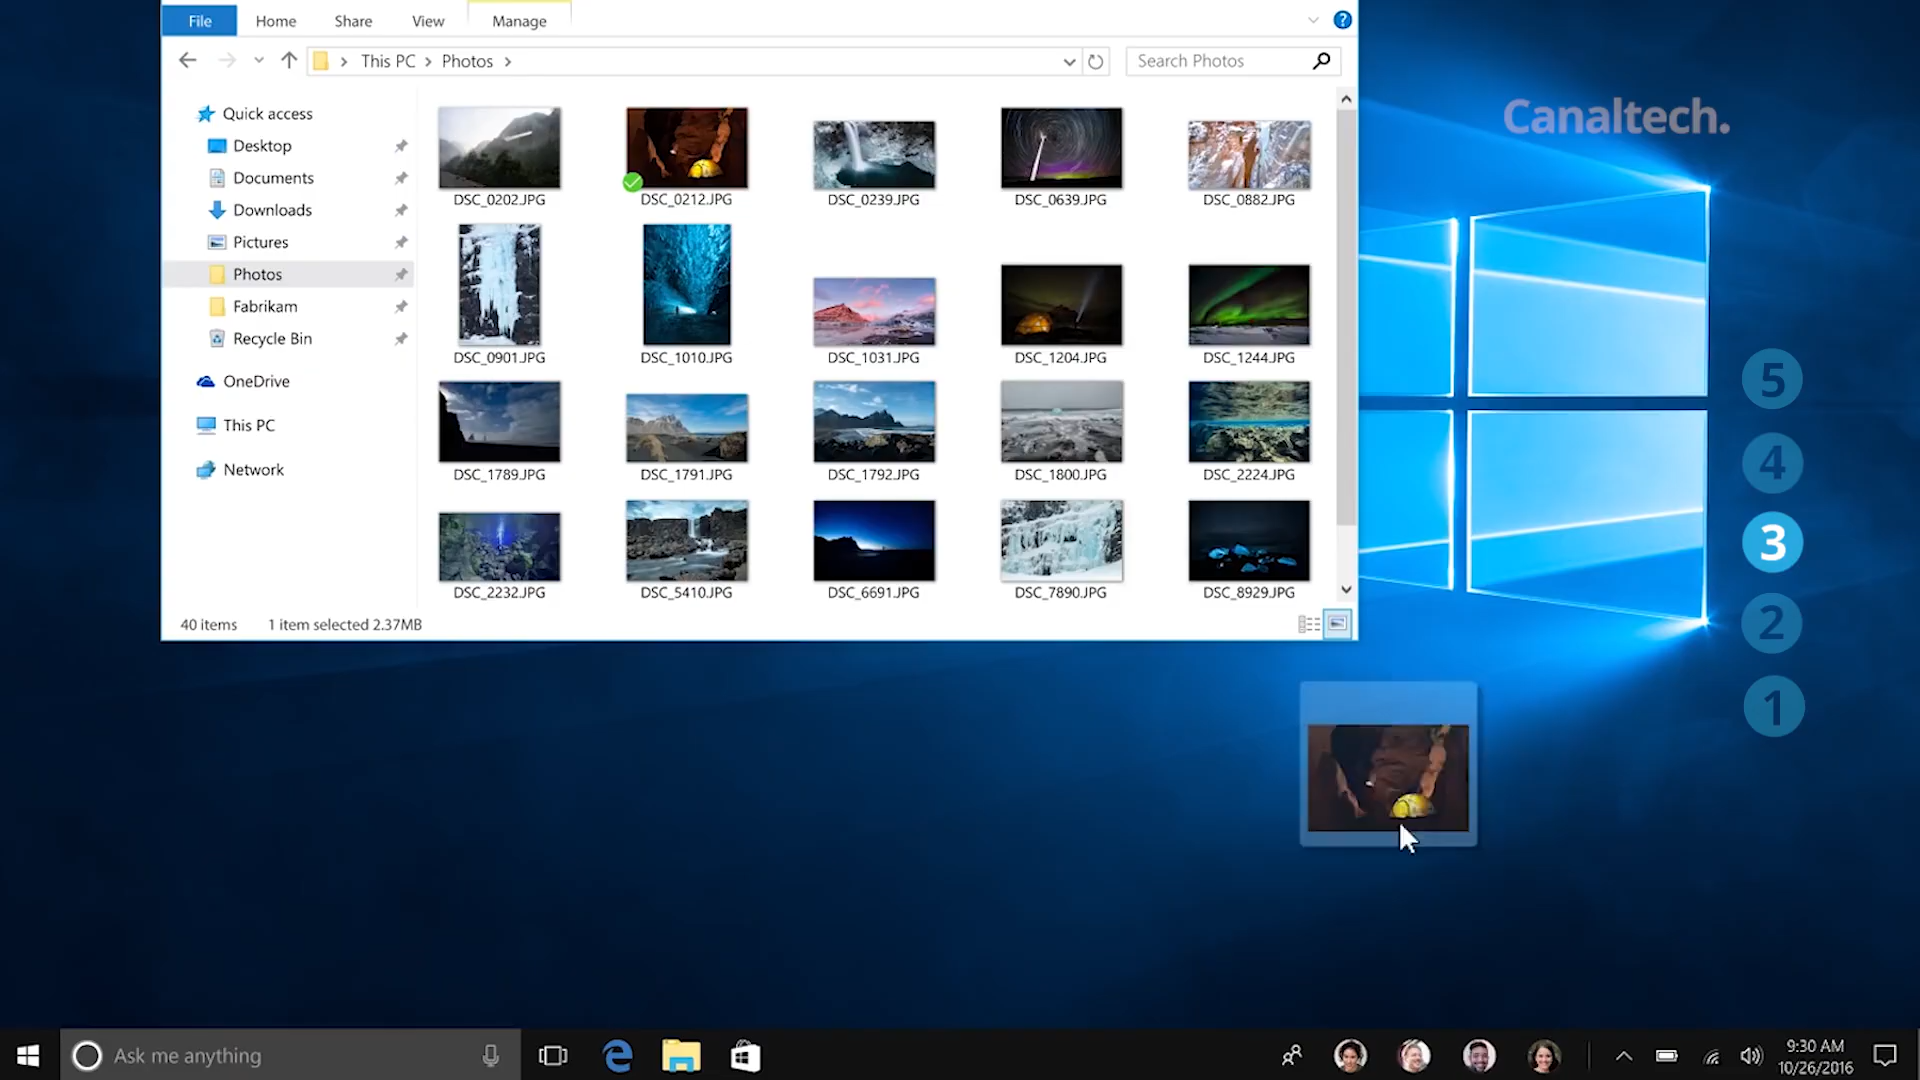 File Home Share View Manage
This PC Photos
Search Photos
Canaltech.
Quick access
Desktop
Documents
Downloads
Pictures
Photos
Fabrikam
Recycle Bin
OneDrive
This PC
Network
DSC_0202.JPG DSC_0212.JPG DSC_0239.JPG DSC_0639.JPG DSC_0882.JPG
DSC_0901.JPG DSC_1010.JPG DSC_1031.JPG DSC_1204.JPG DSC_1244.JPG
DSC_1789.JPG DSC_1791.JPG DSC_1792.JPG DSC_1800.JPG DSC_2224.JPG
DSC_2232.JPG DSC_5410.JPG DSC_6691.JPG DSC_7890.JPG DSC_8929.JPG
40 items 1 item selected 2.37MB
5
4
3
2
1
Ask me anything
9:30 AM
10/26/2016